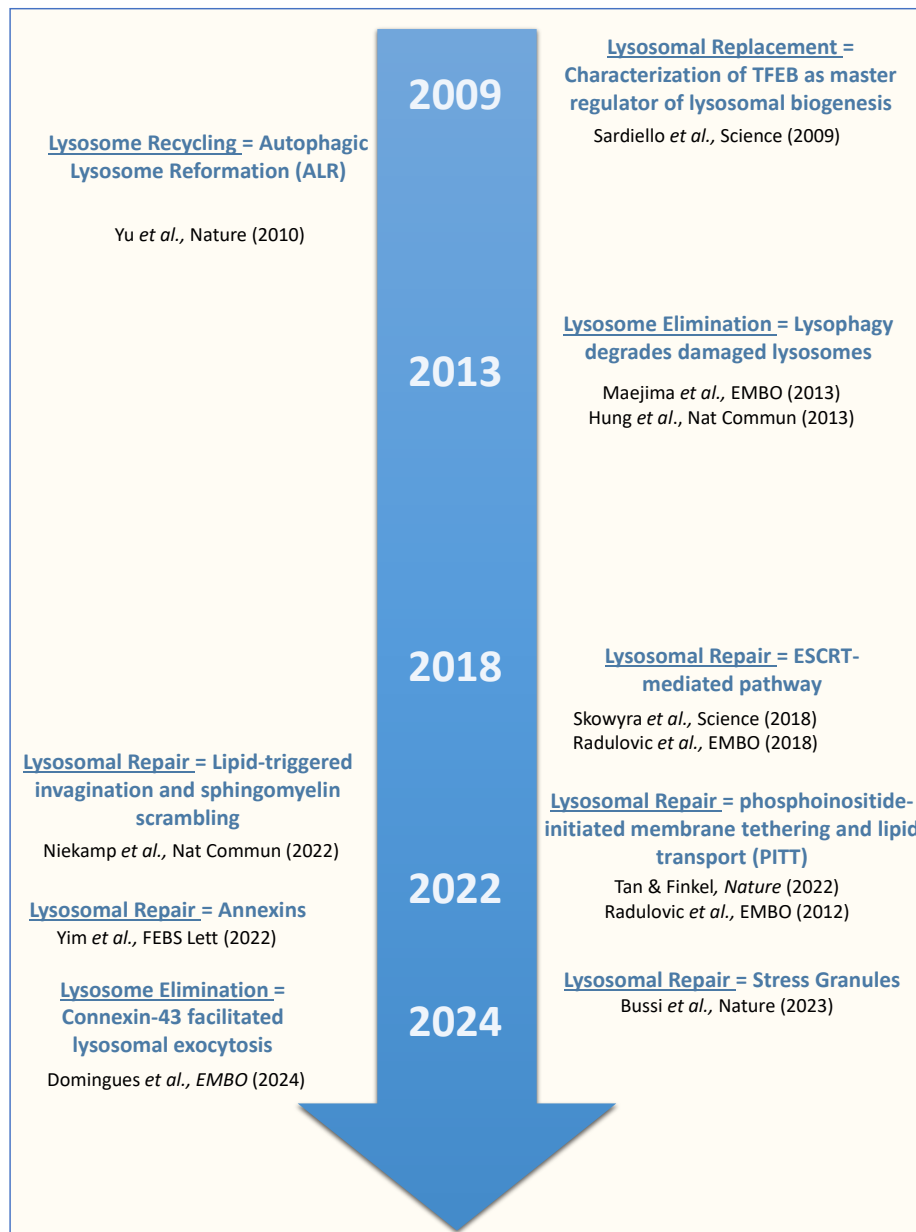 2009
Lysosomal Replacement =
Characterization of TFEB as master
regulator of lysosomal biogenesis
Sardiello et al., Science (2009)
Lysosome Recycling = Autophagic
Lysosome Reformation (ALR)
Yu et al., Nature (2010)
2013
Lysosome Elimination = Lysophagy
degrades damaged lysosomes
Maejima et al., EMBO (2013)
Hung et al., Nat Commun (2013)
2018
Lysosomal Repair = ESCRT-
mediated pathway
Skowyra et al., Science (2018)
Radulovic et al., EMBO (2018)
Lysosomal Repair = Lipid-triggered
invagination and sphingomyelin
scrambling
Niekamp et al., Nat Commun (2022)
Lysosomal Repair = phosphoinositide-
initiated membrane tethering and lipid
transport (PITT)
Tan & Finkel, Nature (2022)
Radulovic et al., EMBO (2012)
2022
Lysosomal Repair = Annexins
Yim et al., FEBS Lett (2022)
Lysosome Elimination =
Connexin-43 facilitated
lysosomal exocytosis
Domingues et al., EMBO (2024)
2024
Lysosomal Repair = Stress Granules
Bussi et al., Nature (2023)